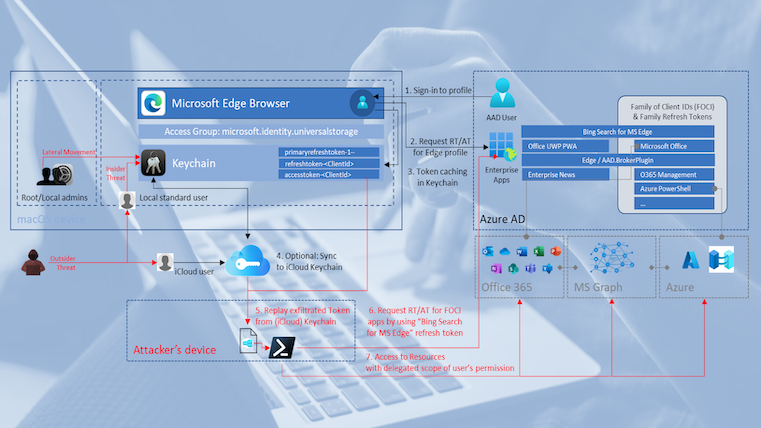 1. Sign-in to profile
AAD User
Family of Client IDs (FOCI)
& Family Refresh Tokens
Microsoft Edge Browser
Access Group: microsoft.identity.universalstorage
Keychain
primaryrefreshtoken-1--
refreshtoken-<ClientId>
accesstoken-<ClientId>
Lateral Movement
Insider
Threat
Root/Local admins
Local standard user
macOS device
2. Request RT/AT
for Edge profile
3. Token caching
in Keychain
Enterprise
Apps
Bing Search for MS Edge
Office UWP PWA
Microsoft Office
Edge / AAD.BrokerPlugin
Enterprise News
O365 Management
Azure PowerShell
...
Azure AD
Outsider
Threat
iCloud user
4. Optional: Sync
to iCloud Keychain
Office 365
MS Graph
Azure
5. Replay exfiltrated Token
from (iCloud) Keychain
6. Request RT/AT for FOCI
apps by using "Bing Search
for MS Edge" refresh token
Attacker's device
7. Access to Resources
with delegated scope of user's permission